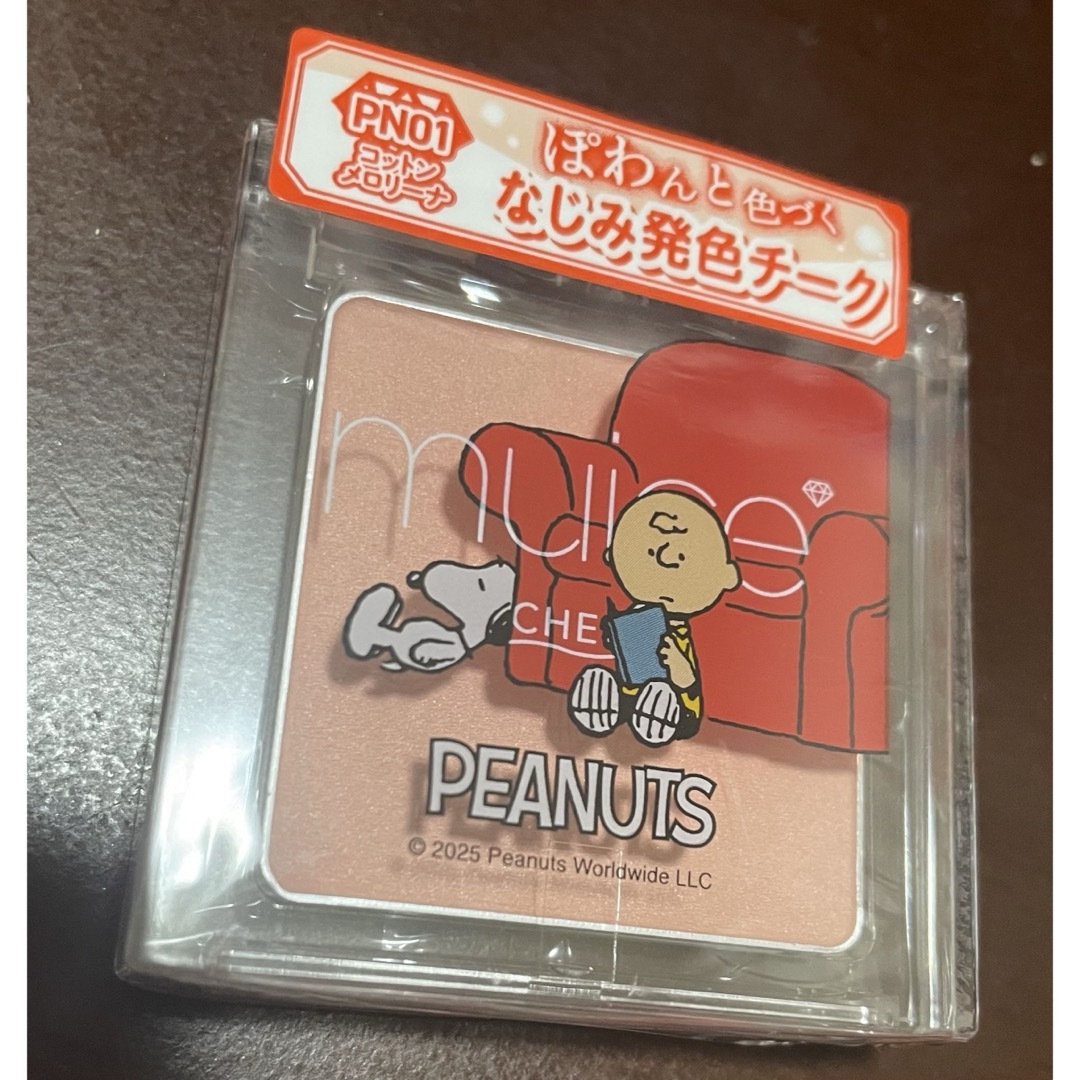 PN01
コットン
メロリーナ
ぽわんと色づく
なじみ発色チーク
CHE
PEANUTS
© 2025 Peanuts Worldwide LLC